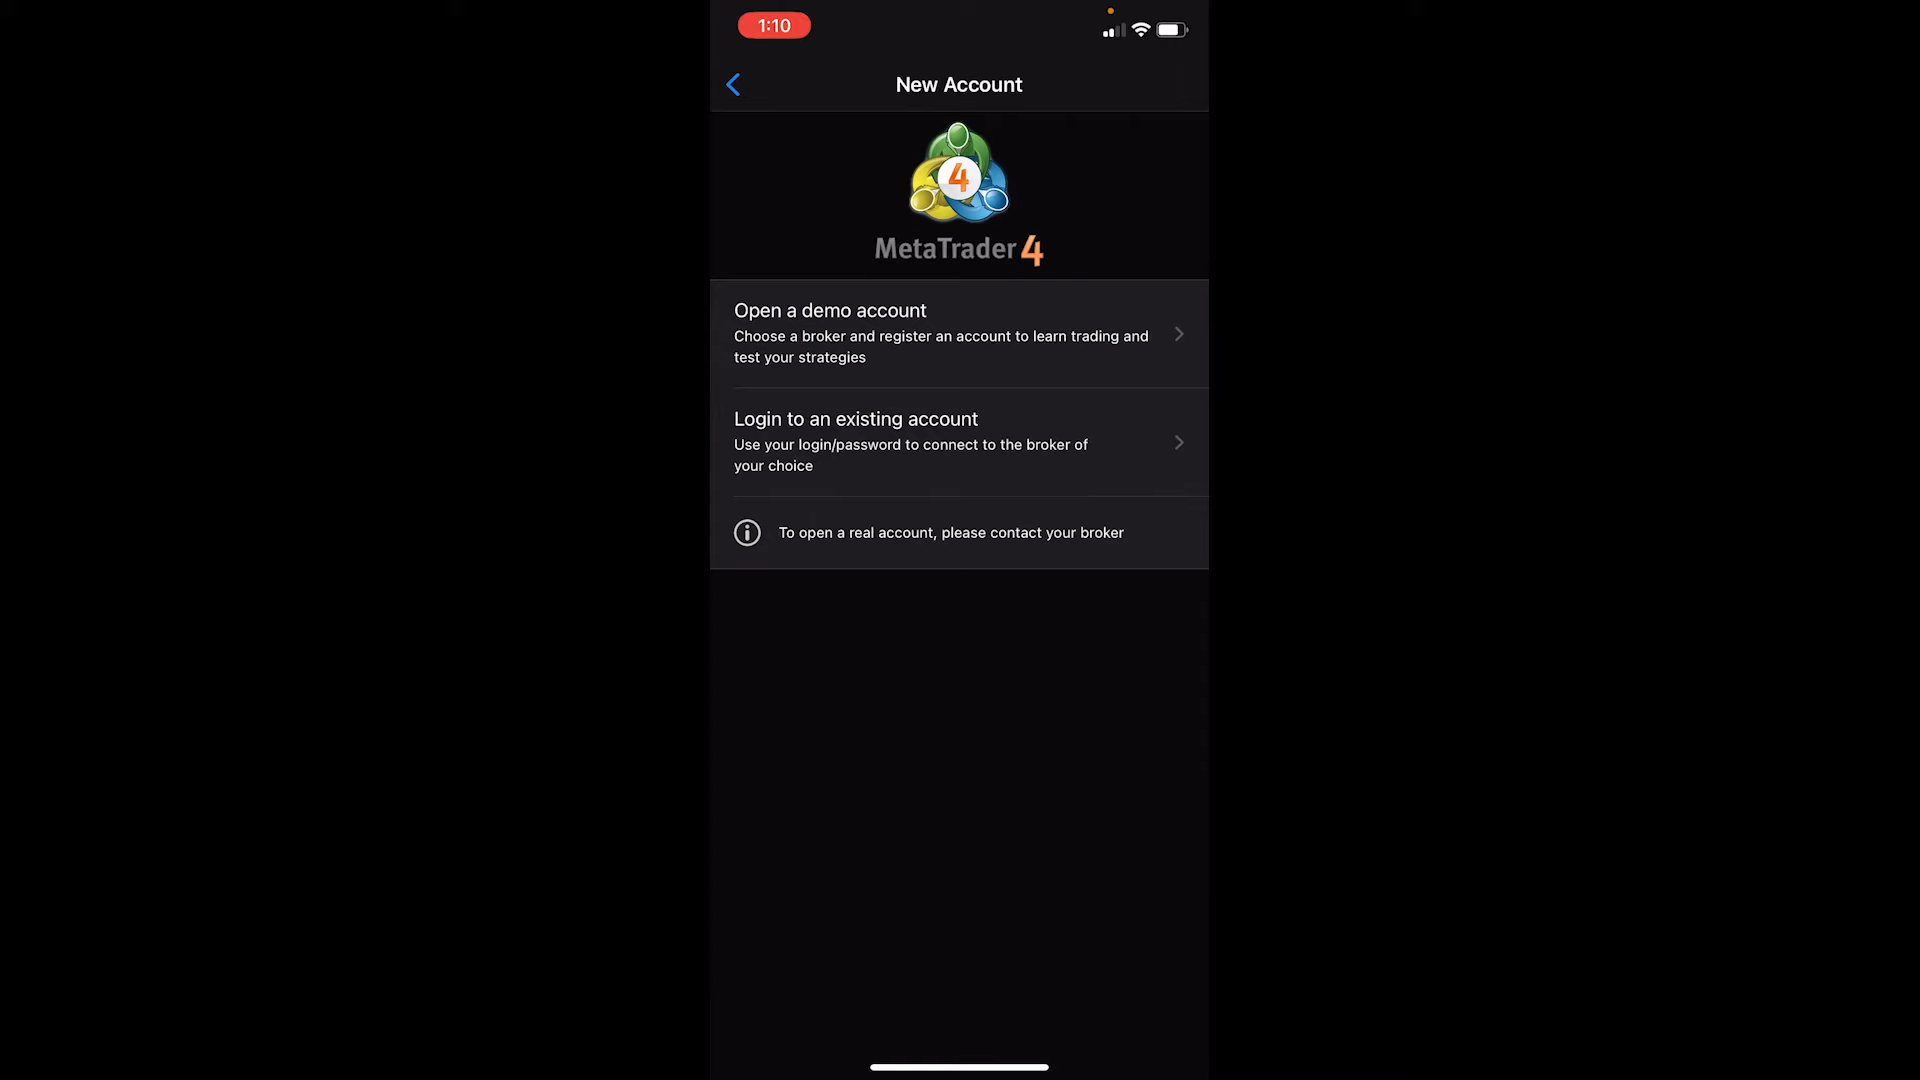 1:10
New Account
4
MetaTrader 4
Open a demo account
Choose a broker and register an account to learn trading and
test your strategies
Login to an existing account
Use your login/password to connect to the broker of
your choice
To open a real account, please contact your broker